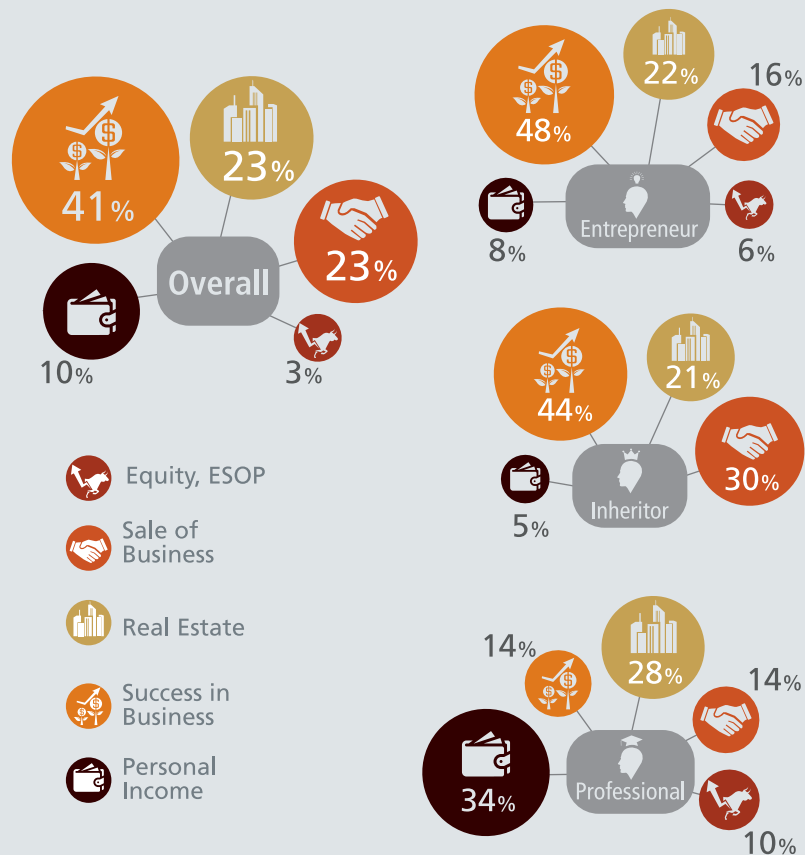 41%
23%
23%
Overall
10%
3%
48%
22%
16%
Entrepreneur
8%
6%
44%
21%
30%
Inheritor
5%
14%
28%
14%
34%
Professional
10%
Equity, ESOP
Sale of
Business
Real Estate
Success in
Business
Personal
Income
$
$
$
$
$
$
$
$
$
$